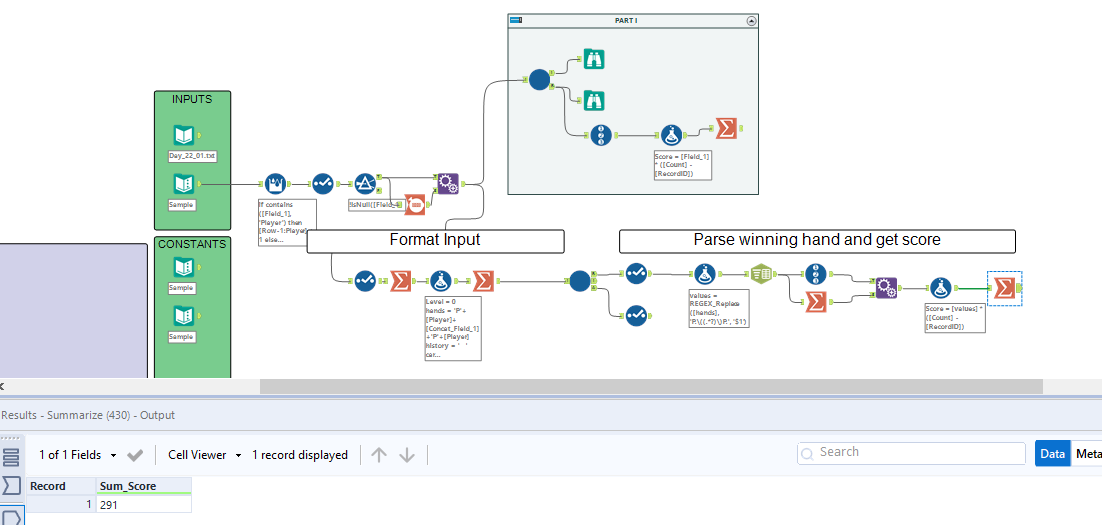 PART I
INPUTS
Day_22_01.txt
Sample
Score = [Field_1]
* ([Count] -
[RecordID])
If contains
([Field_1],
'Player') then
[Row-1:Player]
1 else...
!IsNull([Field_
Format Input
Parse winning hand and get score
CONSTANTS
Sample
Sample
Level = 0
hands = 'P'+
[Player]+
[Concat_Field_1]
+'P'+[Player]
history = ' '
car...
values =
REGEX_Replace
([hands],
Score = [values] *
([Count] -
[RecordID])
Results - Summarize (430) - Output
1 of 1 Fields
Cell Viewer
1 record displayed
Search
Data
Meta
Record
Sum_Score
1
291